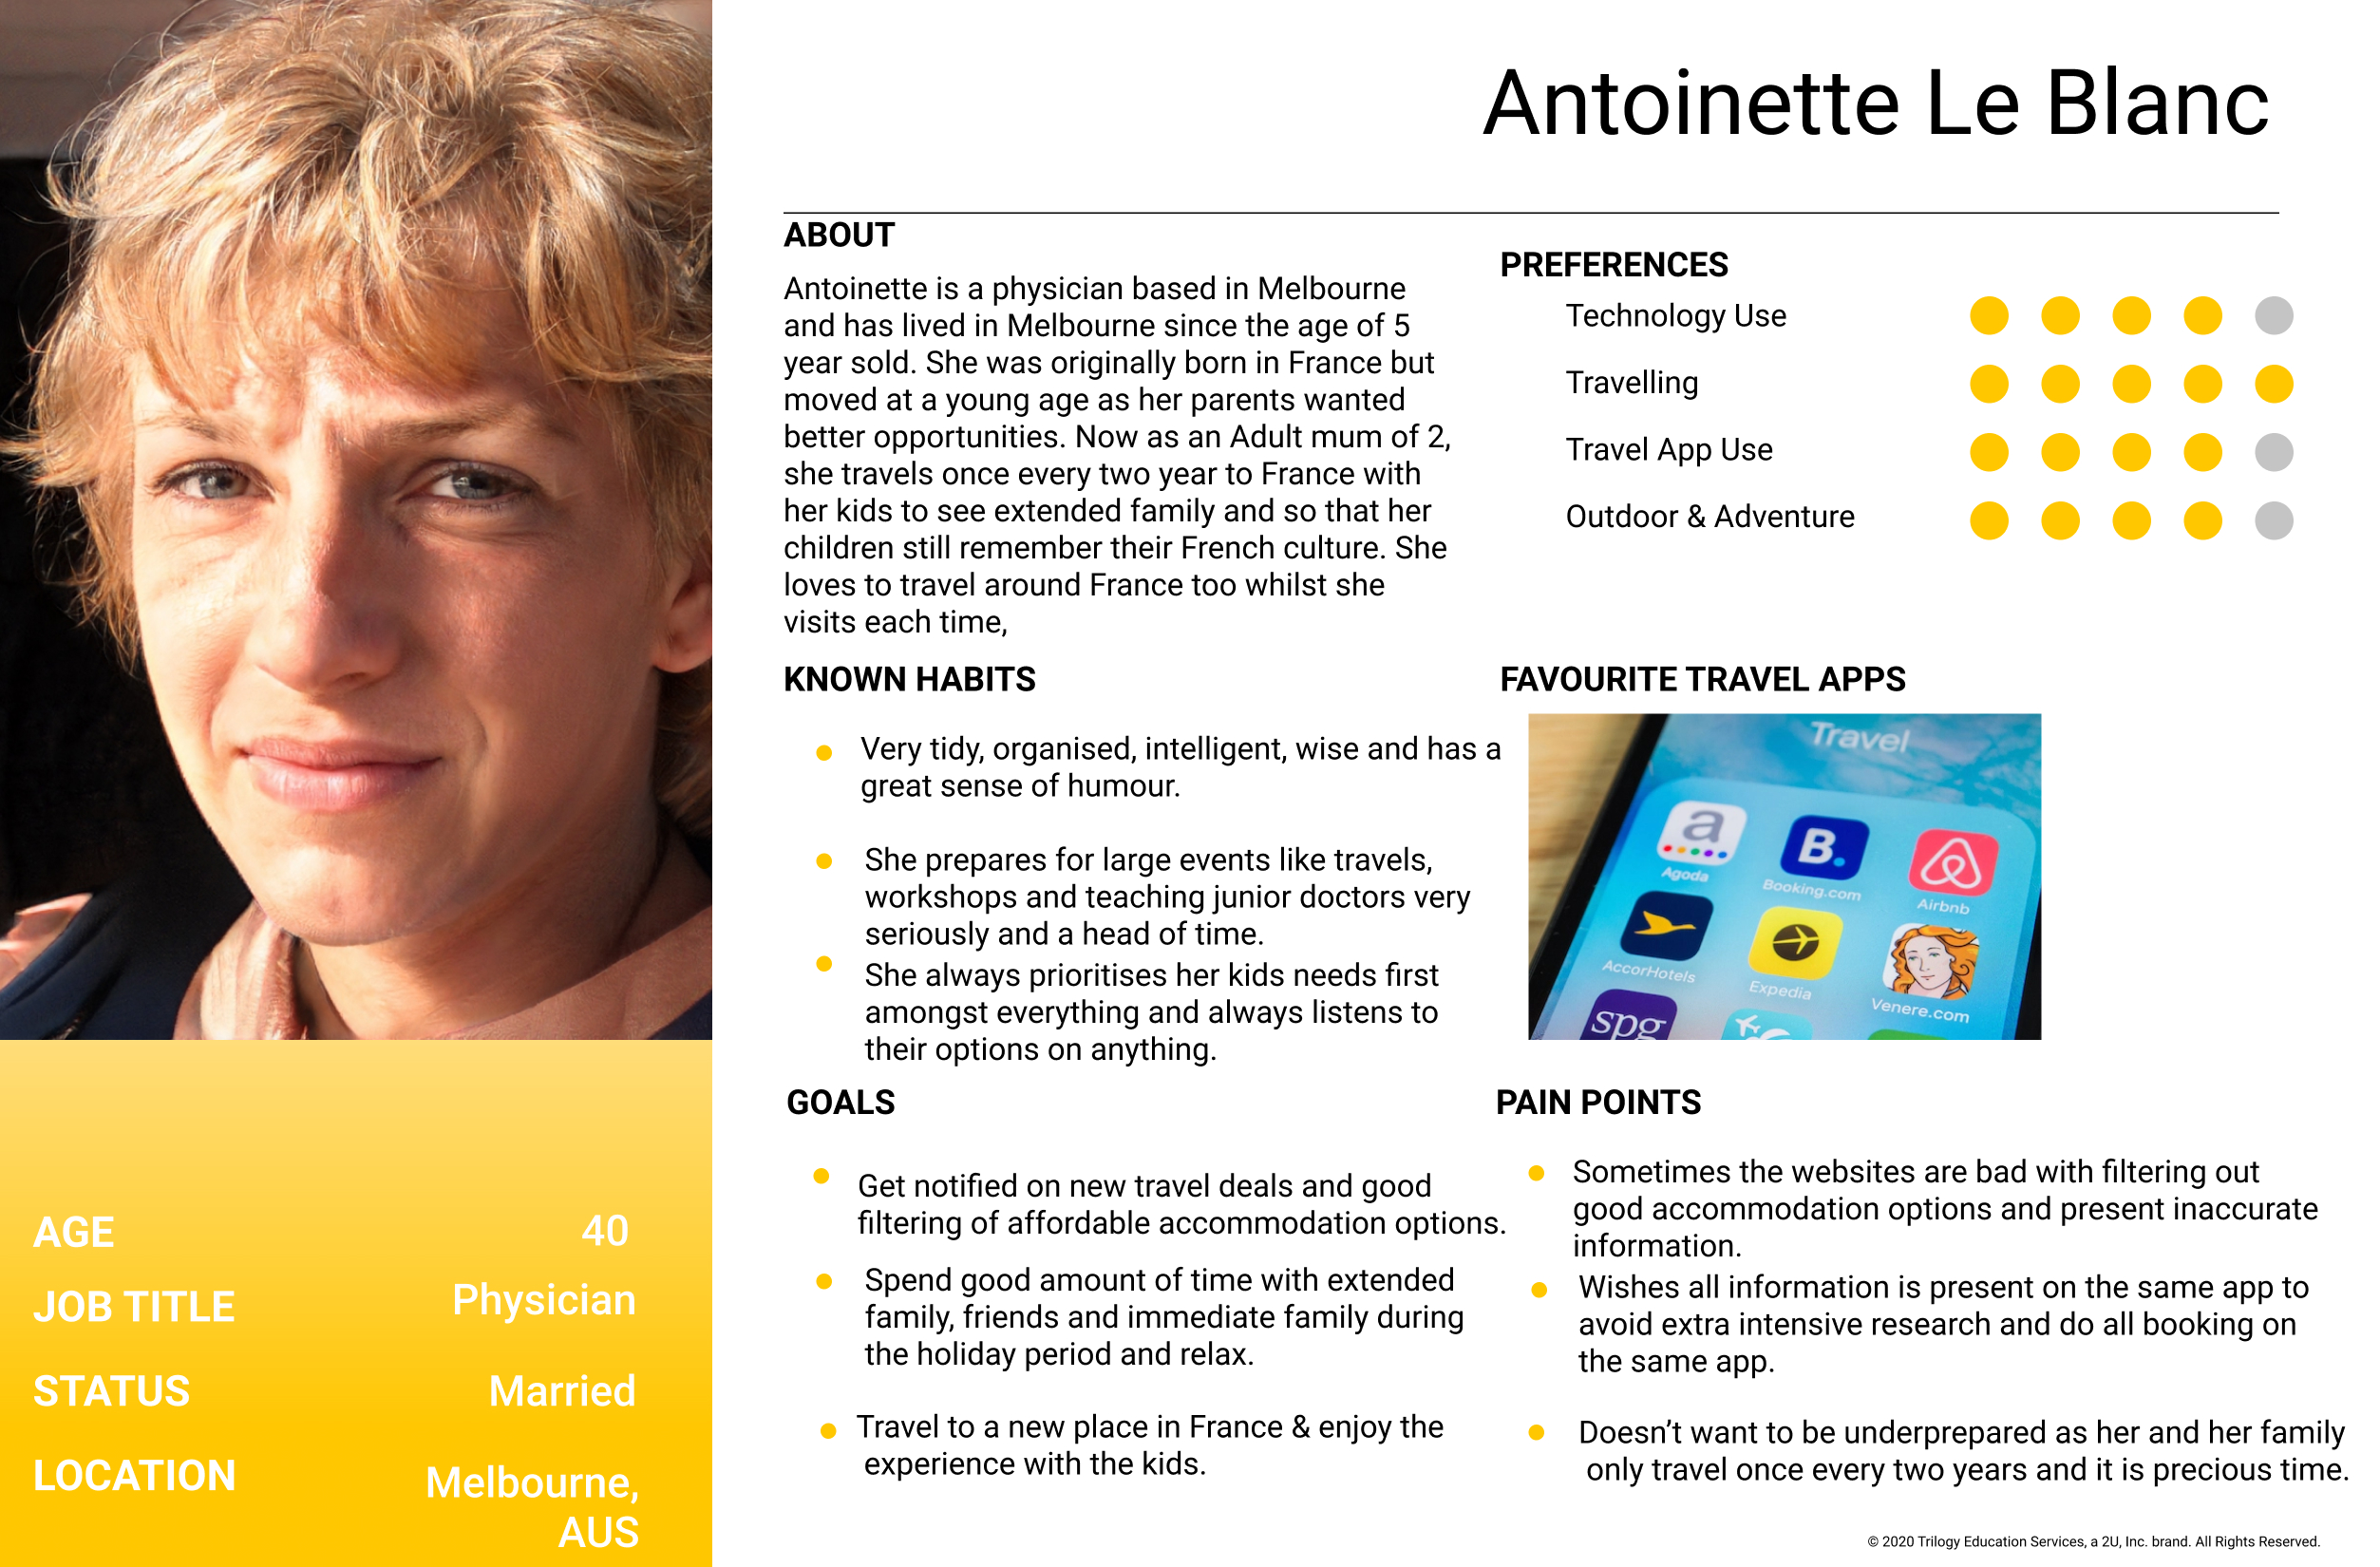 Antoinette Le Blanc
ABOUT
Antoinette is a physician based in Melbourne
and has lived in Melbourne since the age of 5
year sold. She was originally born in France but
moved at a young age as her parents wanted
better opportunities. Now as an Adult mum of 2,
she travels once every two year to France with
her kids to see extended family and so that her
children still remember their French culture. She
loves to travel around France too whilst she
visits each time,
PREFERENCES
Technology Use
Travelling
Travel App Use
Outdoor & Adventure
KNOWN HABITS
Very tidy, organised, intelligent, wise and has a
great sense of humour.
She prepares for large events like travels,
workshops and teaching junior doctors very
seriously and a head of time.
She always prioritises her kids needs first
amongst everything and always listens to
their options on anything.
FAVOURITE TRAVEL APPS
Travel
a
Agoda
B.
Booking.com
Airbnb
AccorHotels
Expedia
Venere.com
spg
GOALS
Get notified on new travel deals and good
filtering of affordable accommodation options.
Spend good amount of time with extended
family, friends and immediate family during
the holiday period and relax.
Travel to a new place in France & enjoy the
experience with the kids.
PAIN POINTS
Sometimes the websites are bad with filtering out
good accommodation options and present inaccurate
information.
Wishes all information is present on the same app to
avoid extra intensive research and do all booking on
the same app.
Doesn’t want to be underprepared as her and her family
only travel once every two years and it is precious time.
AGE 40
JOB TITLE Physician
STATUS Married
LOCATION Melbourne,
AUS
© 2020 Trilogy Education Services, a 2U, Inc. brand. All Rights Reserved.